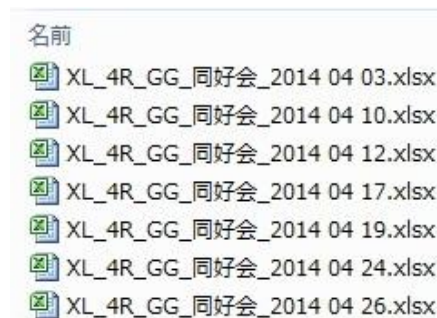 名前
XL_4R_GG_同好会_2014 04 03.xlsx
XL_4R_GG_同好会_2014 04 10.xlsx
XL_4R_GG_同好会_2014 04 12.xlsx
XL_4R_GG_同好会_2014 04 17.xlsx
XL_4R_GG_同好会_2014 04 19.xlsx
XL_4R_GG_同好会_2014 04 24.xlsx
XL_4R_GG_同好会_2014 04 26.xlsx